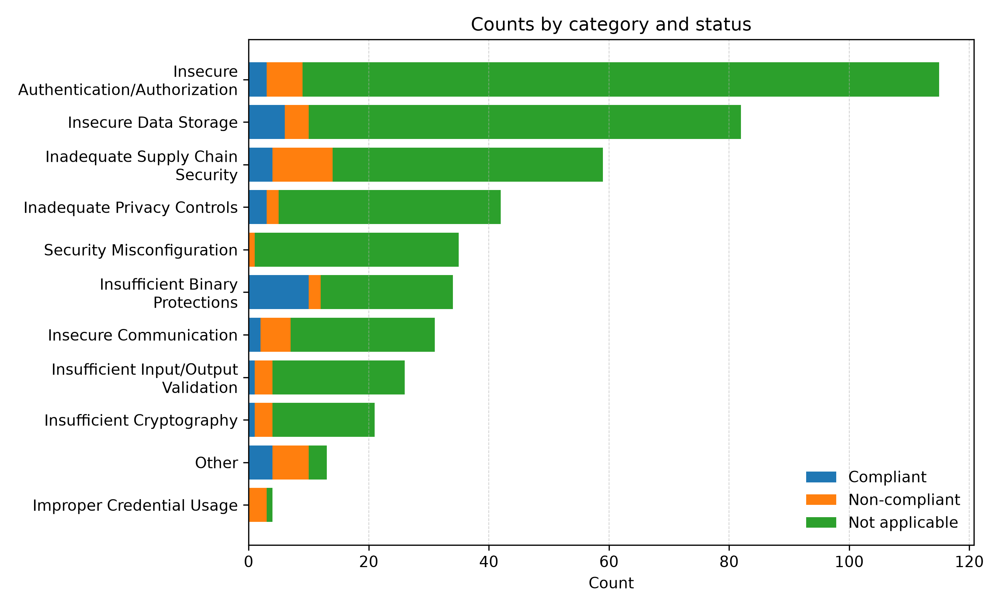 Counts by category and status
Insecure
Authentication/Authorization
Insecure Data Storage
Inadequate Supply Chain
Security
Inadequate Privacy Controls
Security Misconfiguration
Insufficient Binary
Protections
Insecure Communication
Insufficient Input/Output
Validation
Insufficient Cryptography
Other
Improper Credential Usage
Compliant
Non-compliant
Not applicable
0 20 40 60 80 100 120
Count